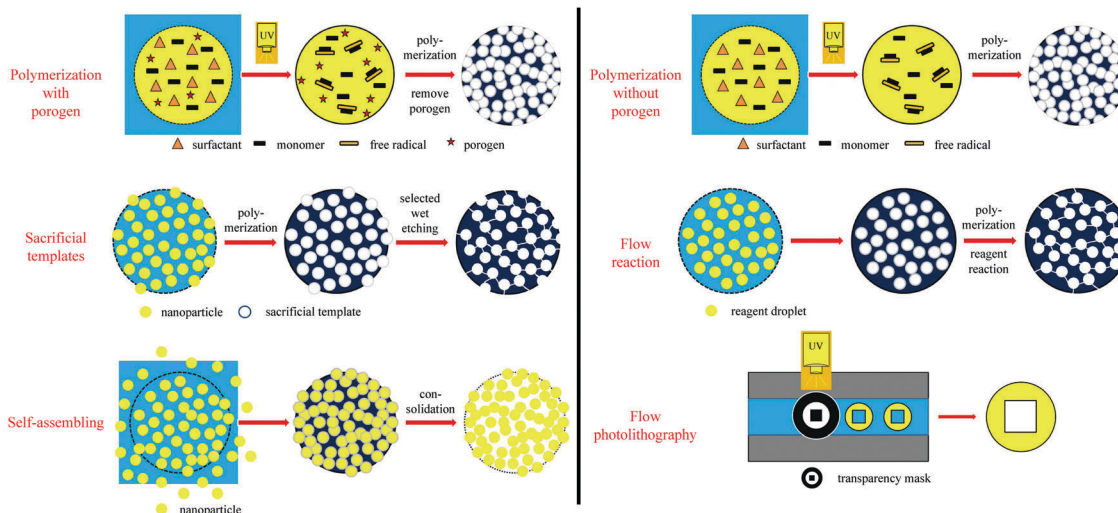 Polymerization
with
porogen
UV
poly-
merization
remove
porogen
surfactant
monomer
free radical
porogen
Sacrificial
templates
poly-
merization
selected
wet
etching
nanoparticle
sacrificial template
Self-assembling
con-
solidation
nanoparticle
Polymerization
without
porogen
UV
poly-
merization
surfactant
monomer
free radical
Flow
reaction
poly-
merization
reagent
reaction
reagent droplet
Flow
photolithography
UV
transparency mask